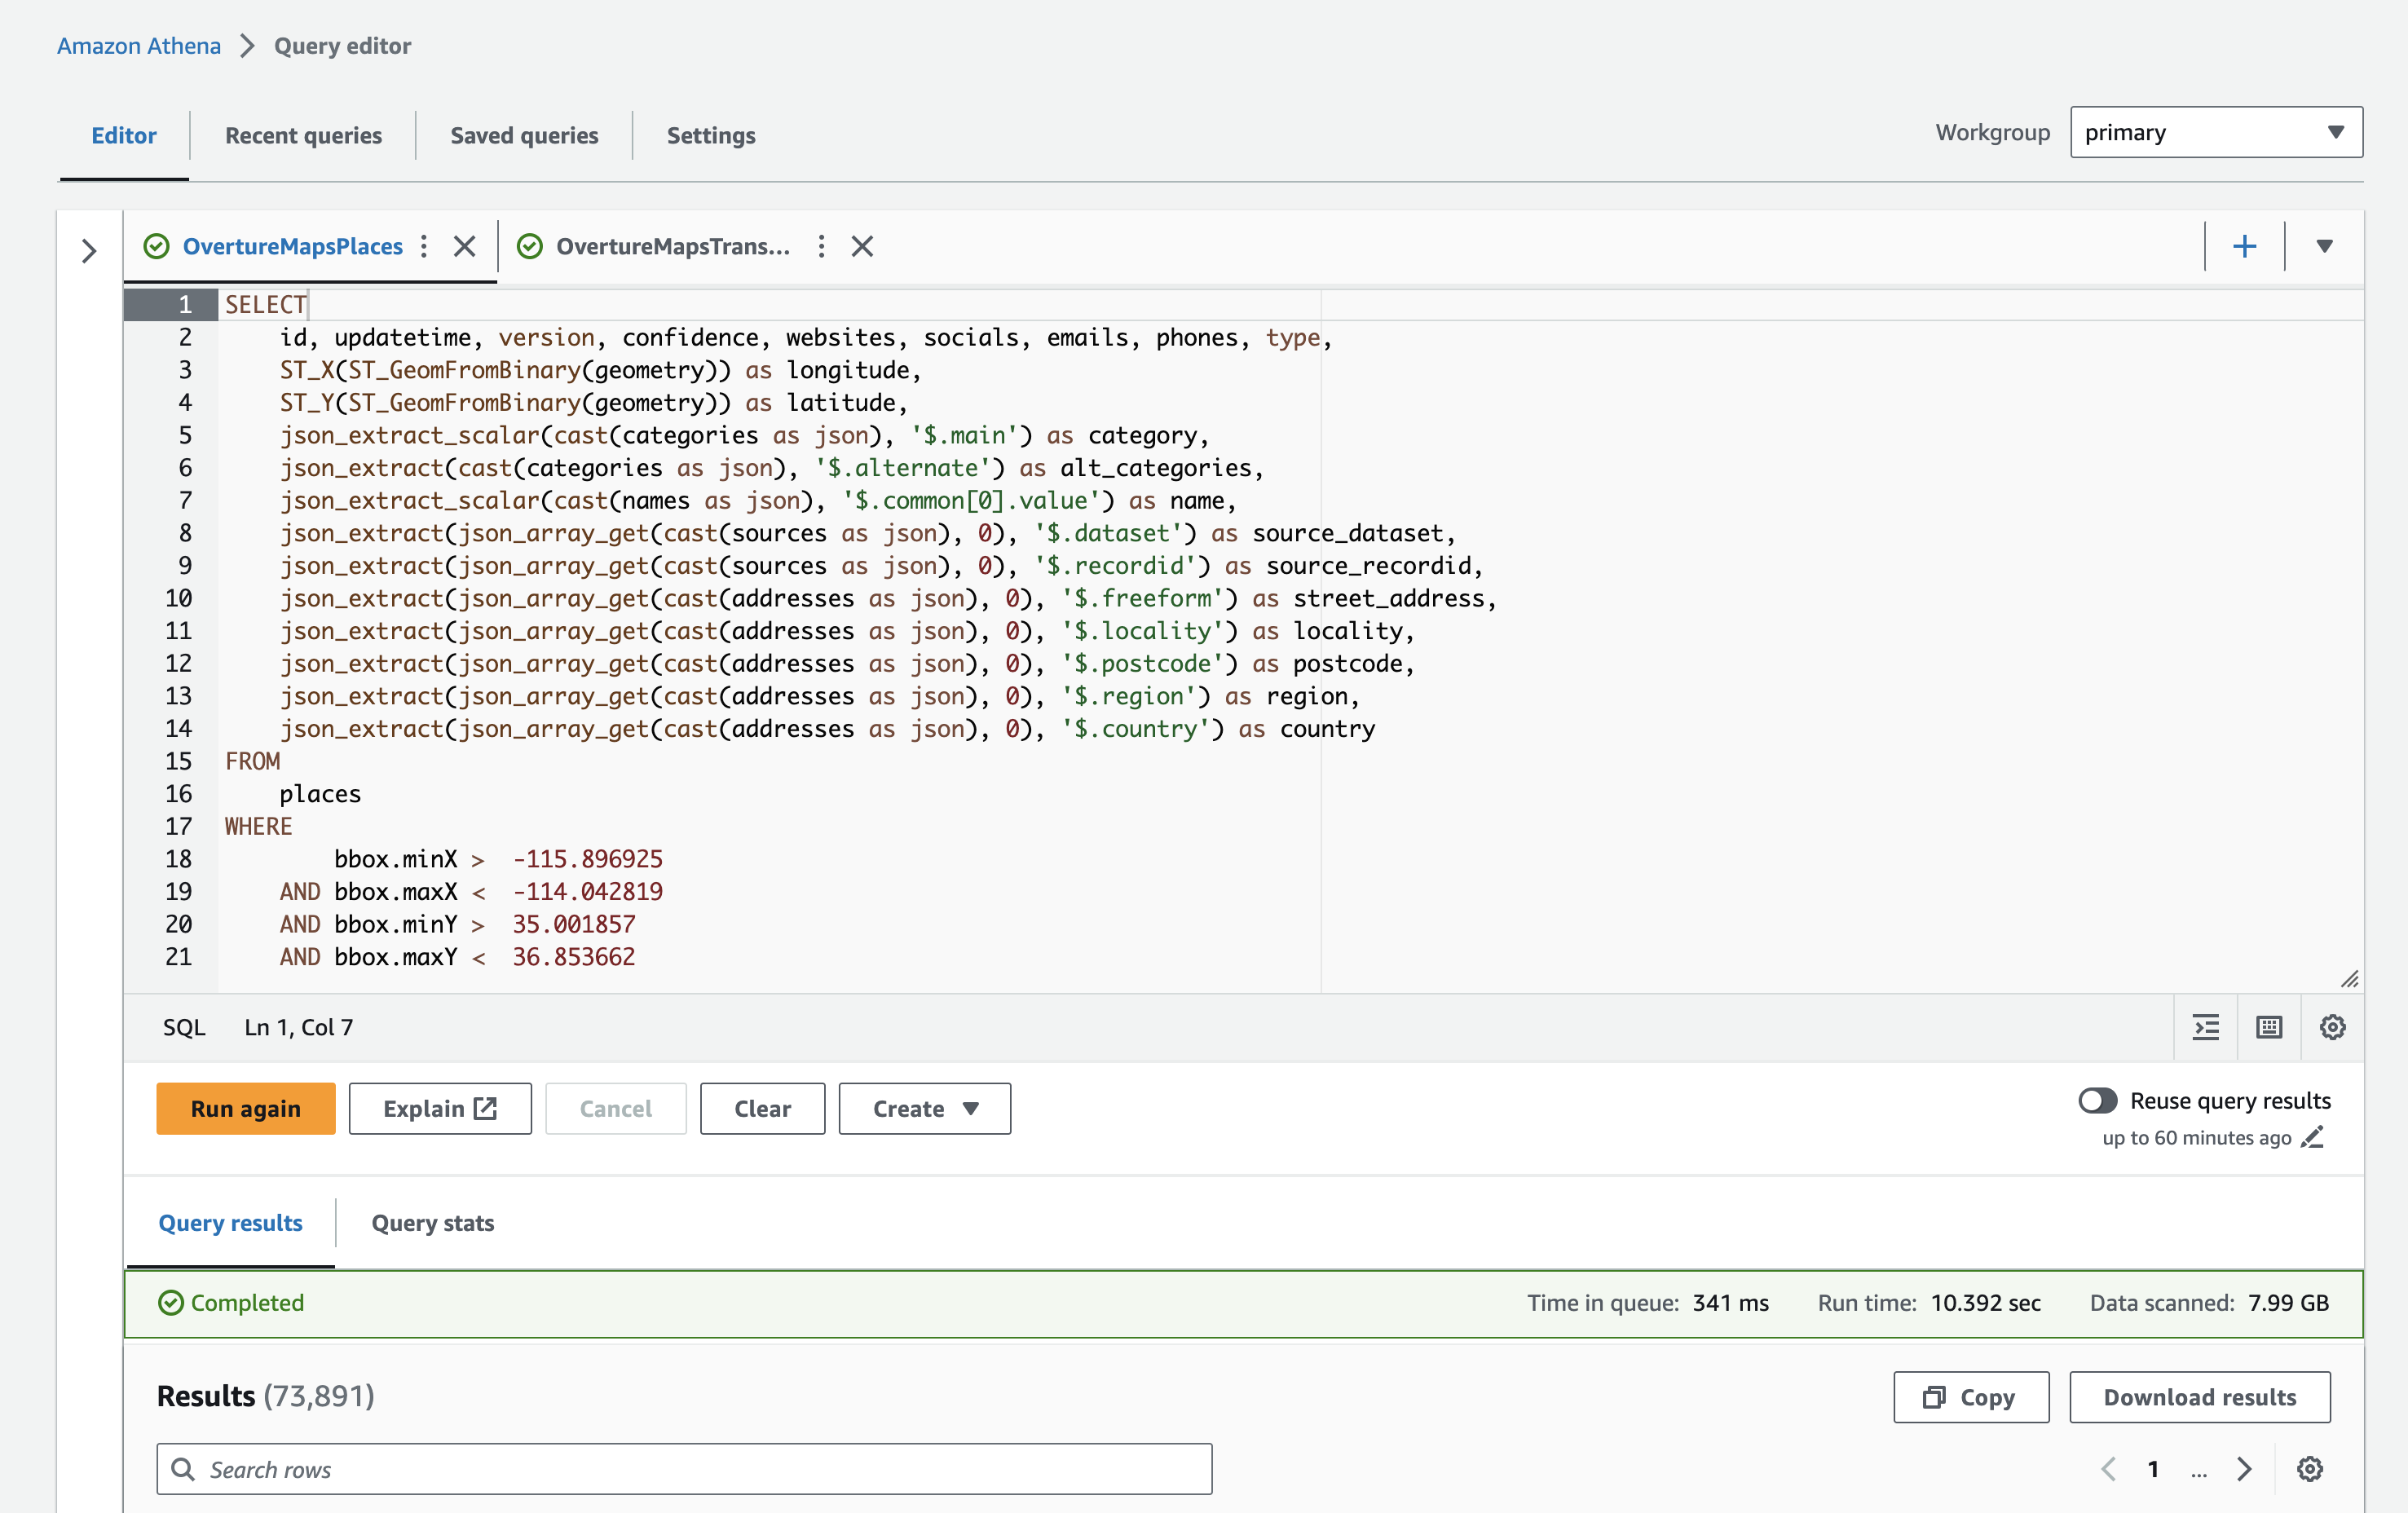 Amazon Athena > Query editor
Editor
Recent queries
Saved queries
Settings
Workgroup
primary
OvertureMapsPlaces
OvertureMapsTrans...
1 SELECT
2 id, updatetime, version, confidence, websites, socials, emails, phones, type,
3 ST_X(ST_GeomFromBinary(geometry)) as longitude,
4 ST_Y(ST_GeomFromBinary(geometry)) as latitude,
5 json_extract_scalar(cast(categories as json), '$.main') as category,
6 json_extract(cast(categories as json), '$.alternate') as alt_categories,
7 json_extract_scalar(cast(names as json), '$.common[0].value') as name,
8 json_extract(json_array_get(cast(sources as json), 0), '$.dataset') as source_dataset,
9 json_extract(json_array_get(cast(sources as json), 0), '$.recordid') as source_recordid,
10 json_extract(json_array_get(cast(addresses as json), 0), '$.freeform') as street_address,
11 json_extract(json_array_get(cast(addresses as json), 0), '$.locality') as locality,
12 json_extract(json_array_get(cast(addresses as json), 0), '$.postcode') as postcode,
13 json_extract(json_array_get(cast(addresses as json), 0), '$.region') as region,
14 json_extract(json_array_get(cast(addresses as json), 0), '$.country') as country
15 FROM
16 places
17 WHERE
18 bbox.minX > -115.896925
19 AND bbox.maxX < -114.042819
20 AND bbox.minY > 35.001857
21 AND bbox.maxY < 36.853662
SQL Ln 1, Col 7
Run again
Explain
Cancel
Clear
Create
Reuse query results
up to 60 minutes ago
Query results
Query stats
Completed
Time in queue: 341 ms
Run time: 10.392 sec
Data scanned: 7.99 GB
Results (73,891)
Copy
Download results
Search rows
1 ...